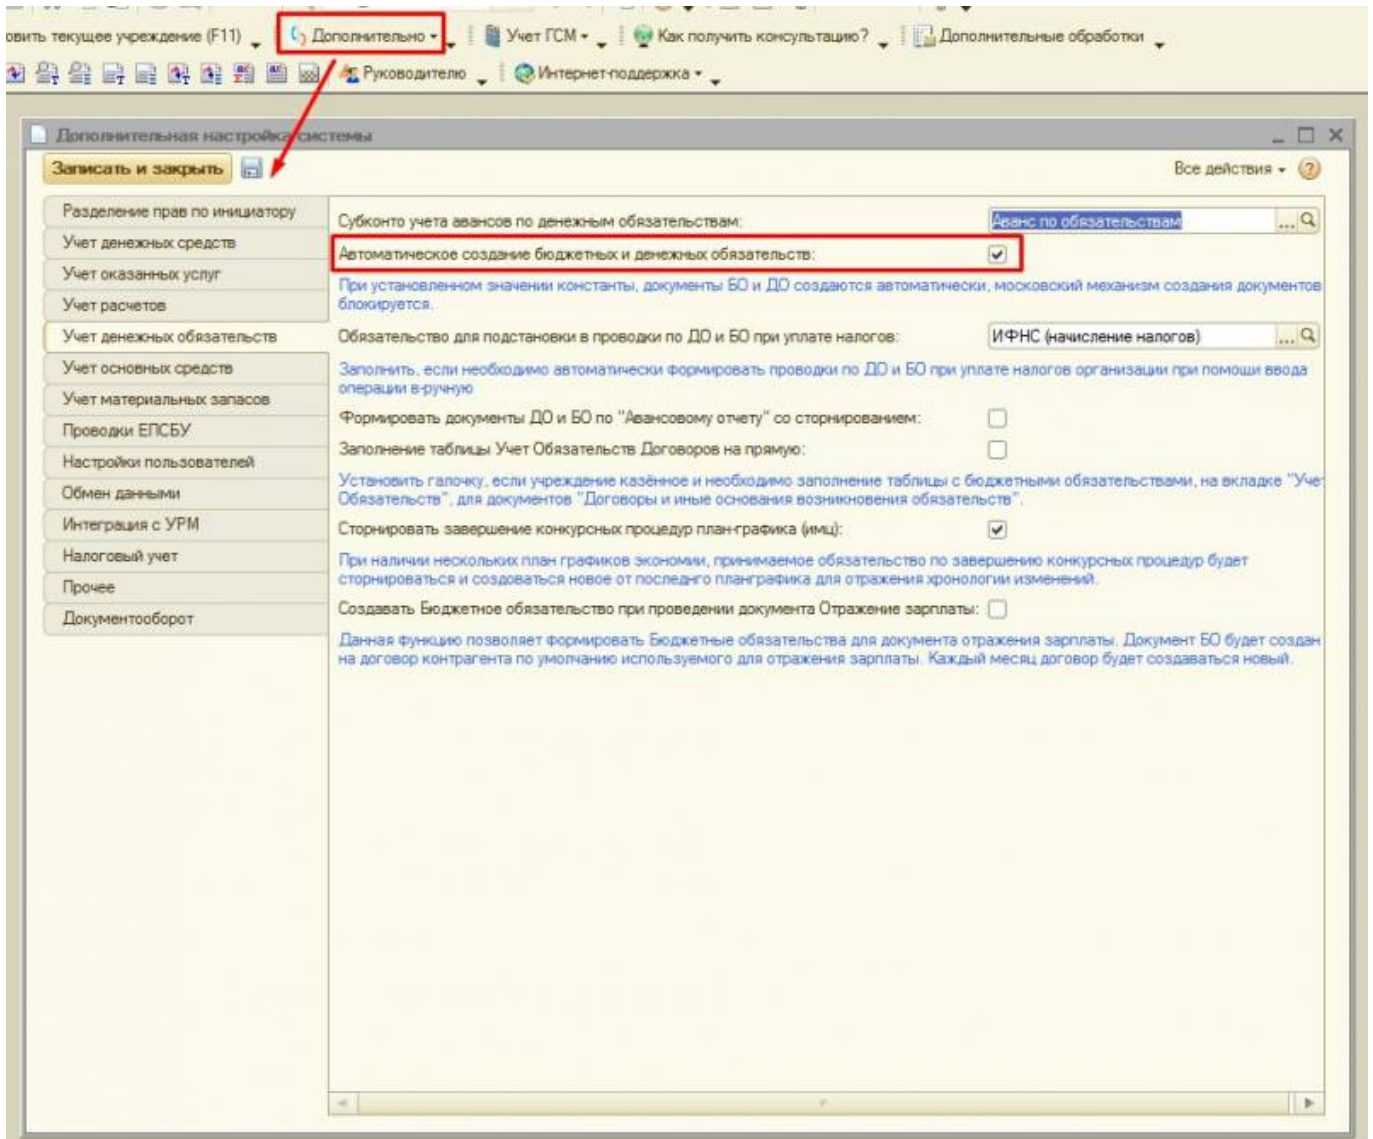 овить текущее учреждение (F11) Дополнительно Учет ГСМ Как получить консультацию? Дополнительные обработки
Руководителю Интернет-поддержка
Дополнительная настройка системы
Записать и закрыть Все действия
Разделение прав по инициатору
Учет денежных средств
Учет оказанных услуг
Учет расчетов
Учет денежных обязательств
Учет основных средств
Учет материальных запасов
Проводки ЕПСБУ
Настройки пользователей
Обмен данными
Интеграция с УРМ
Налоговый учет
Прочее
Документооборот
Субконто учета авансов по денежным обязательствам: Аванс по обязательствам ...
Автоматическое создание бюджетных и денежных обязательств:
При установленном значении константы, документы БО и ДО создаются автоматически, московский механизм создания документов
блокируется.
Обязательство для подстановки в проводки по ДО и БО при уплате налогов: ИФНС (начисление налогов) ...
Заполнить, если необходимо автоматически формировать проводки по ДО и БО при уплате налогов организации при помощи ввода
операции в-ручную
Формировать документы ДО и БО по "Авансовому отчету" со сторнированием:
Заполнение таблицы Учет Обязательств Договоров на прямую:
Установить галочку, если учреждение казённое и необходимо заполнение таблицы с бюджетными обязательствами, на вкладке "Учет
Обязательств", для документов "Договоры и иные основания возникновения обязательств".
Сторнировать завершение конкурсных процедур план-графика (имц):
При наличии нескольких план графиков экономии, принимаемое обязательство по завершению конкурсных процедур будет
сторнироваться и создоваться новое от последнго планграфика для отражения хронологии изменений.
Создавать Бюджетное обязательство при проведении документа Отражение зарплаты:
Данная функцию позволяет формировать Бюджетные обязательства для документа отражения зарплаты. Документ БО будет создан
на договор контрагента по умолчанию используемого для отражения зарплаты. Каждый месяц договор будет создаваться новый.